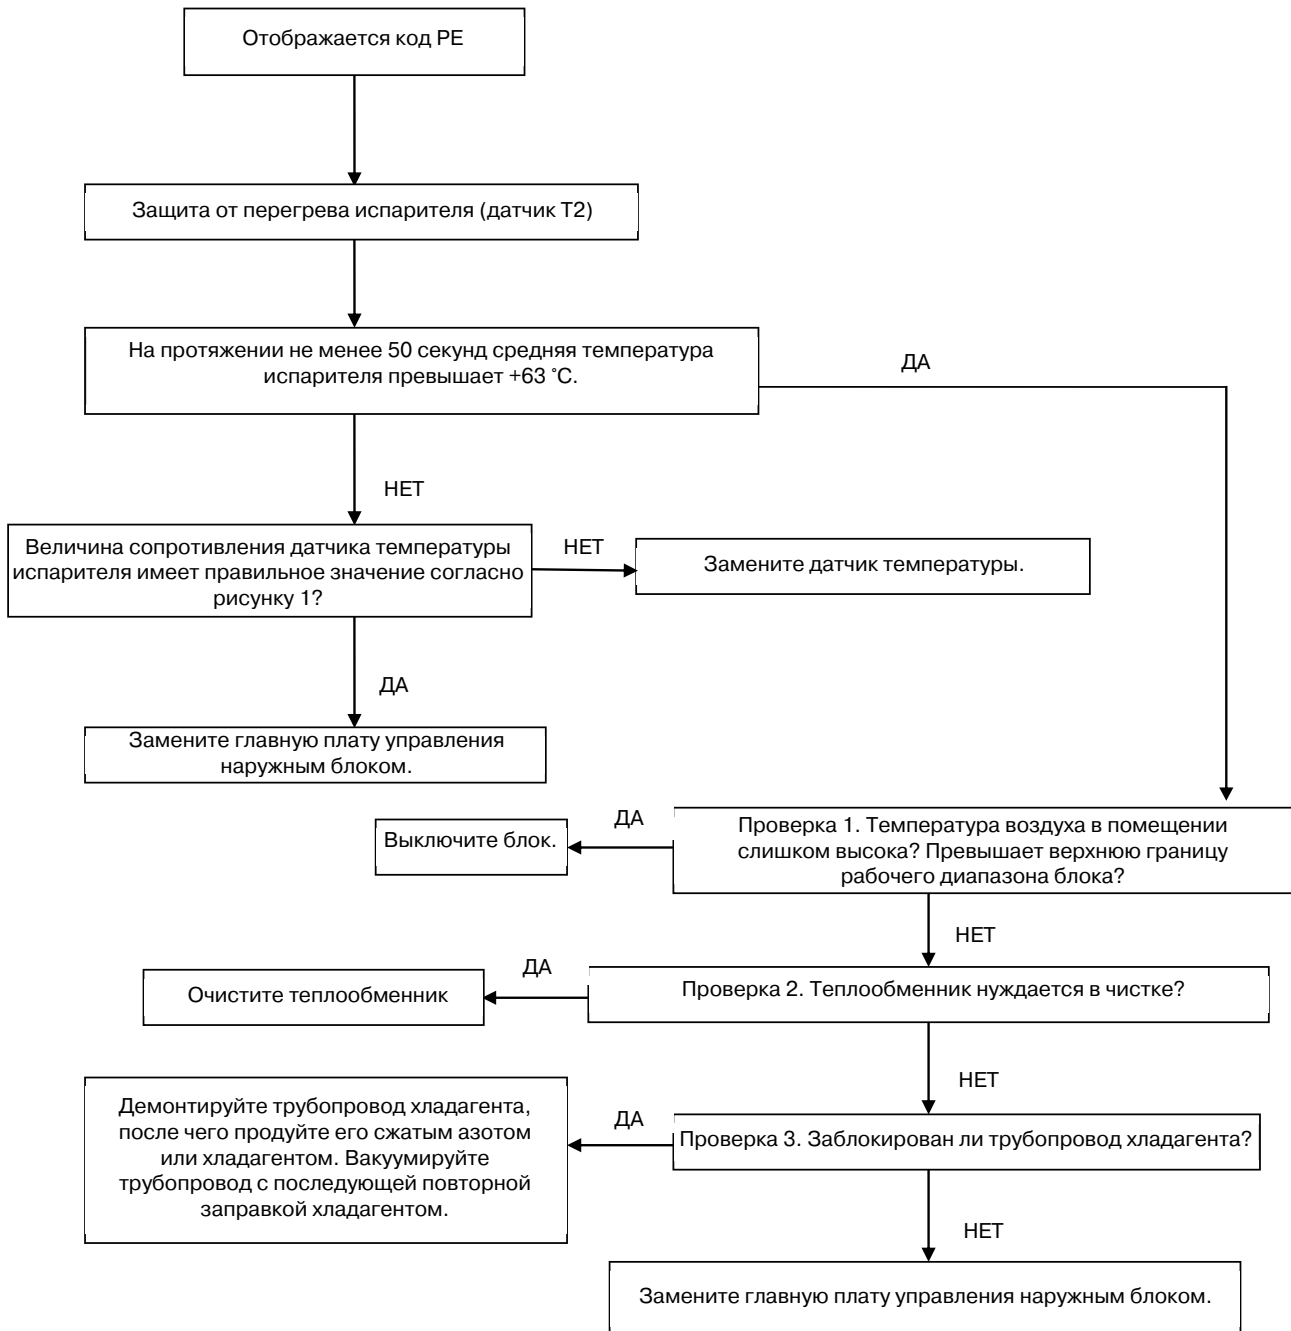 Отображается код PE
Защита от перегрева испарителя (датчик T2)
На протяжении не менее 50 секунд средняя температура
испарителя превышает +63 °C.
ДА
НЕТ
Величина сопротивления датчика температуры
испарителя имеет правильное значение согласно
рисунку 1?
НЕТ
Замените датчик температуры.
ДА
Замените главную плату управления
наружным блоком.
Проверка 1. Температура воздуха в помещении
слишком высока? Превышает верхнюю границу
рабочего диапазона блока?
ДА
Выключите блок.
НЕТ
Проверка 2. Теплообменник нуждается в чистке?
ДА
Очистите теплообменник
НЕТ
Проверка 3. Заблокирован ли трубопровод хладагента?
ДА
Демонтируйте трубопровод хладагента,
после чего продуйте его сжатым азотом
или хладагентом. Вакуумируйте
трубопровод с последующей повторной
заправкой хладагентом.
НЕТ
Замените главную плату управления наружным блоком.